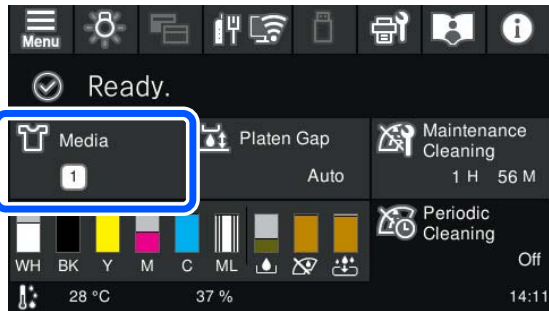 Menu
Ready.
Media
1
Platen Gap
Auto
Maintenance
Cleaning
1 H 56 M
WH BK Y M C ML
Periodic
Cleaning
Off
28 °C 37 % 14:11